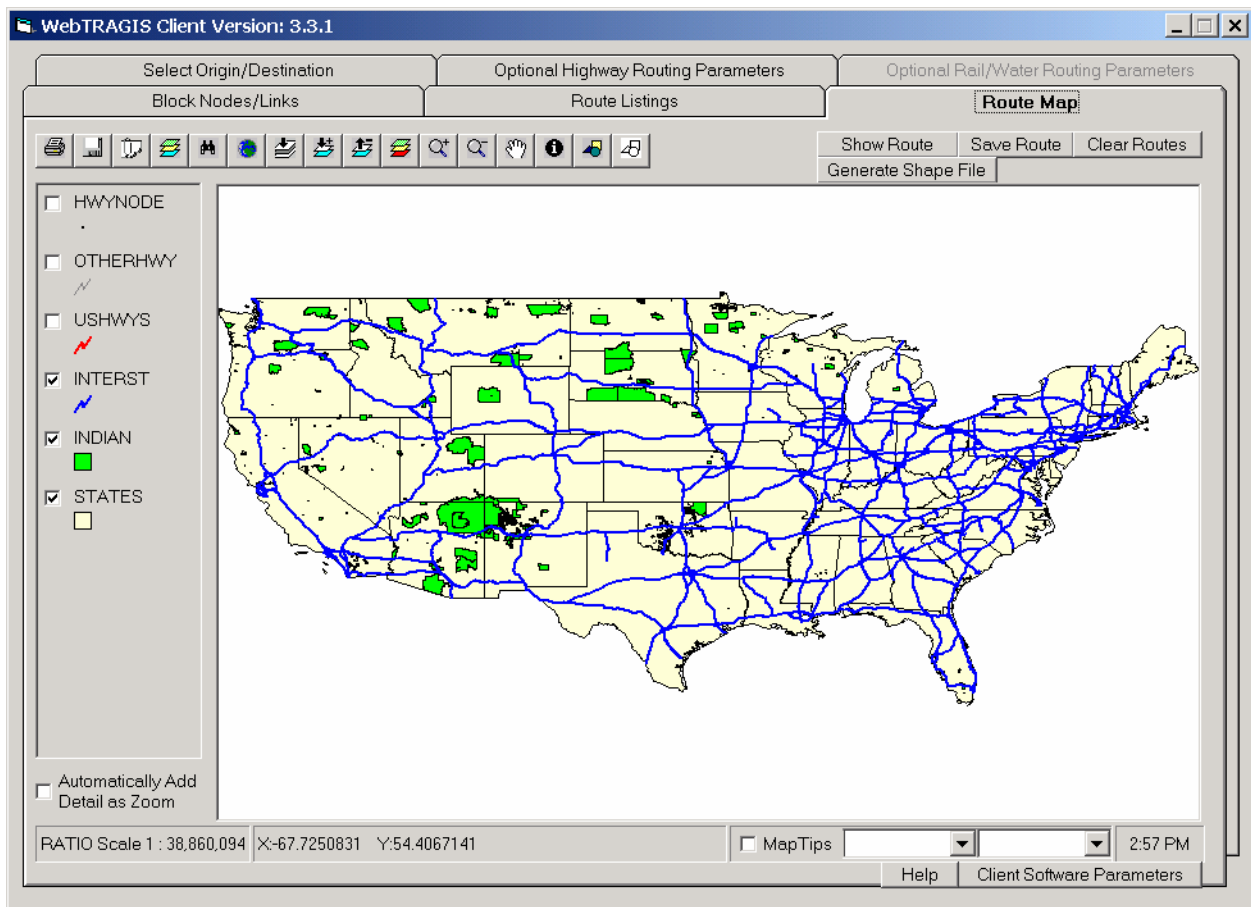 WebTRAGIS Client Version: 3.3.1
Select Origin/Destination
Optional Highway Routing Parameters
Optional Rail/Water Routing Parameters
Block Nodes/Links
Route Listings
Route Map
Show Route
Save Route
Clear Routes
Generate Shape File
HWYNODE
OTHERHWY
USHWYS
INTERST
INDIAN
STATES
Automatically Add
Detail as Zoom
RATIO Scale 1 : 38,860,094
X:-67.7250831 Y:54.4067141
MapTips
2:57 PM
Help
Client Software Parameters